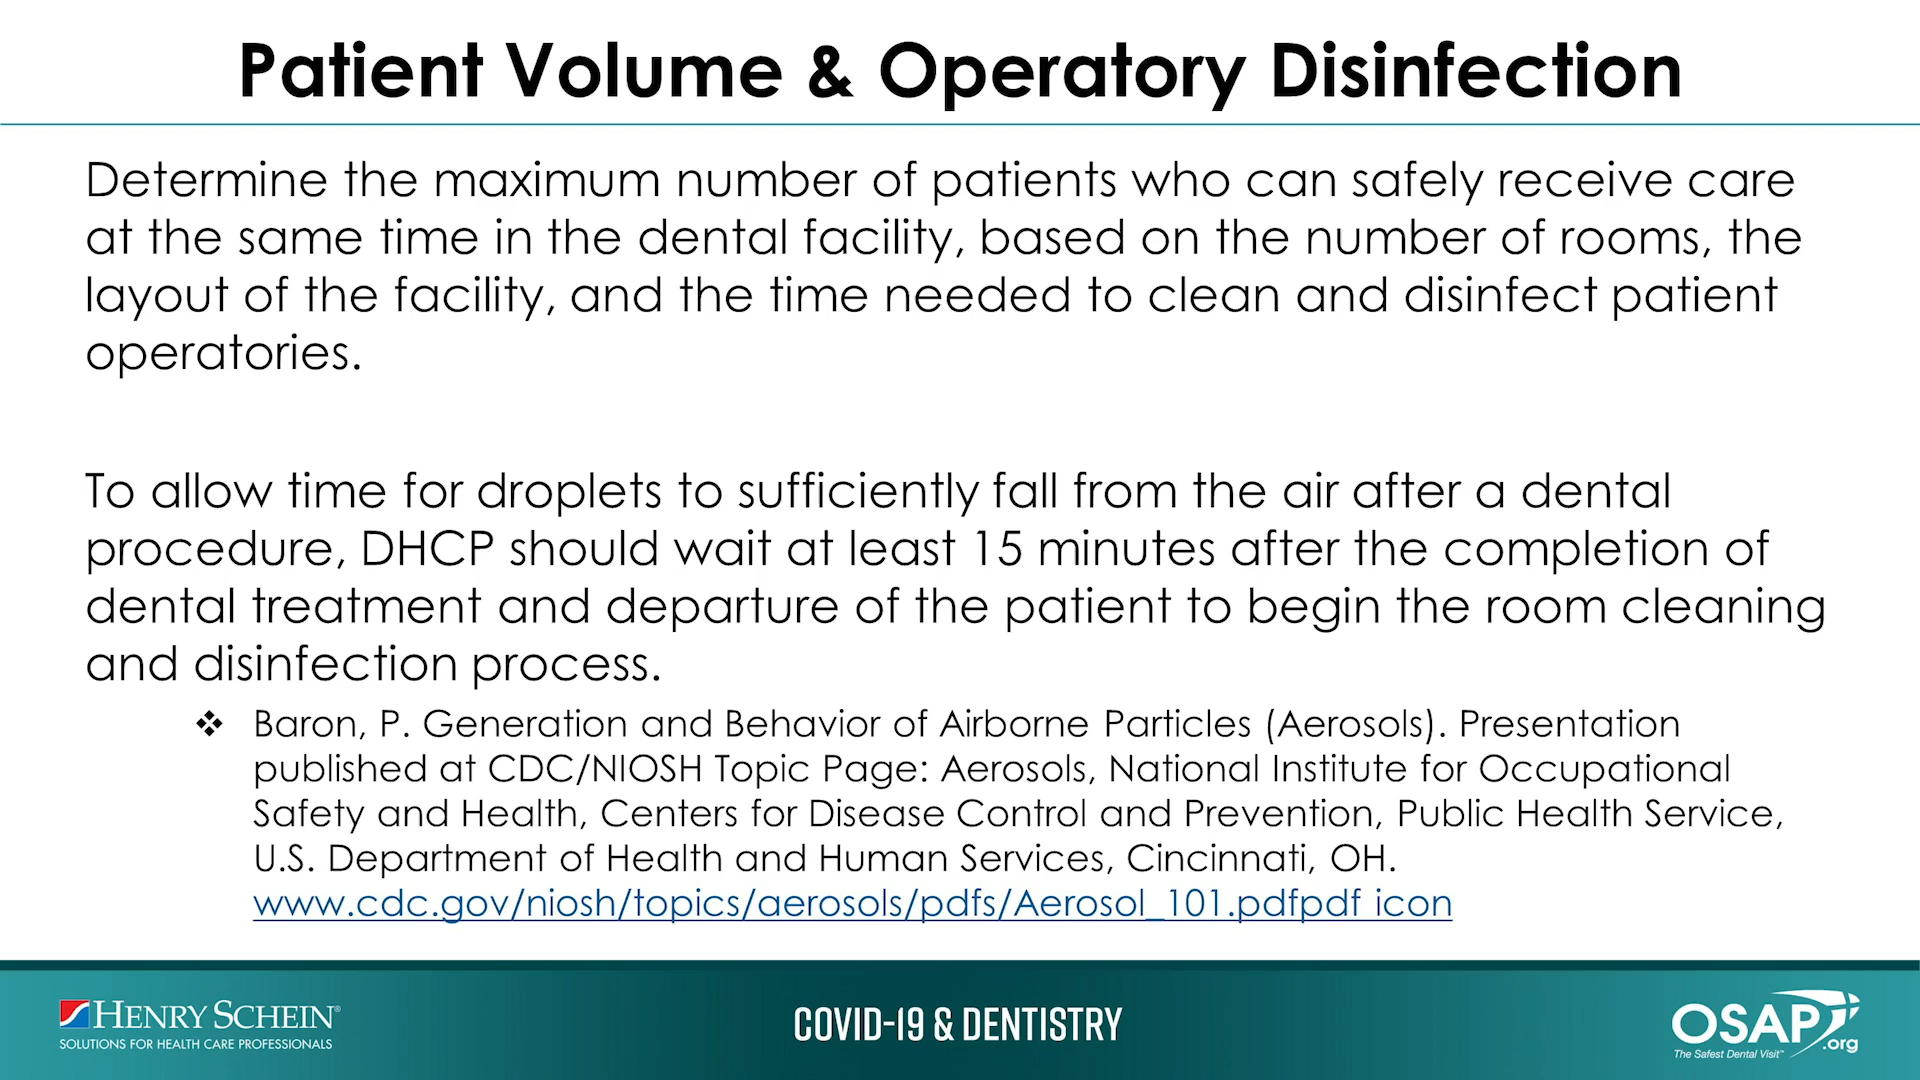 Patient Volume & Operatory Disinfection
Determine the maximum number of patients who can safely receive care
at the same time in the dental facility, based on the number of rooms, the
layout of the facility, and the time needed to clean and disinfect patient
operatories.
To allow time for droplets to sufficiently fall from the air after a dental
procedure, DHCP should wait at least 15 minutes after the completion of
dental treatment and departure of the patient to begin the room cleaning
and disinfection process.
❖ Baron, P. Generation and Behavior of Airborne Particles (Aerosols). Presentation
published at CDC/NIOSH Topic Page: Aerosols, National Institute for Occupational
Safety and Health, Centers for Disease Control and Prevention, Public Health Service,
U.S. Department of Health and Human Services, Cincinnati, OH.
www.cdc.gov/niosh/topics/aerosols/pdfs/Aerosol_101.pdfpdf icon
HENRY SCHEIN®
SOLUTIONS FOR HEALTH CARE PROFESSIONALS
COVID-19 & DENTISTRY
OSAP
.org
The Safest Dental Visit™